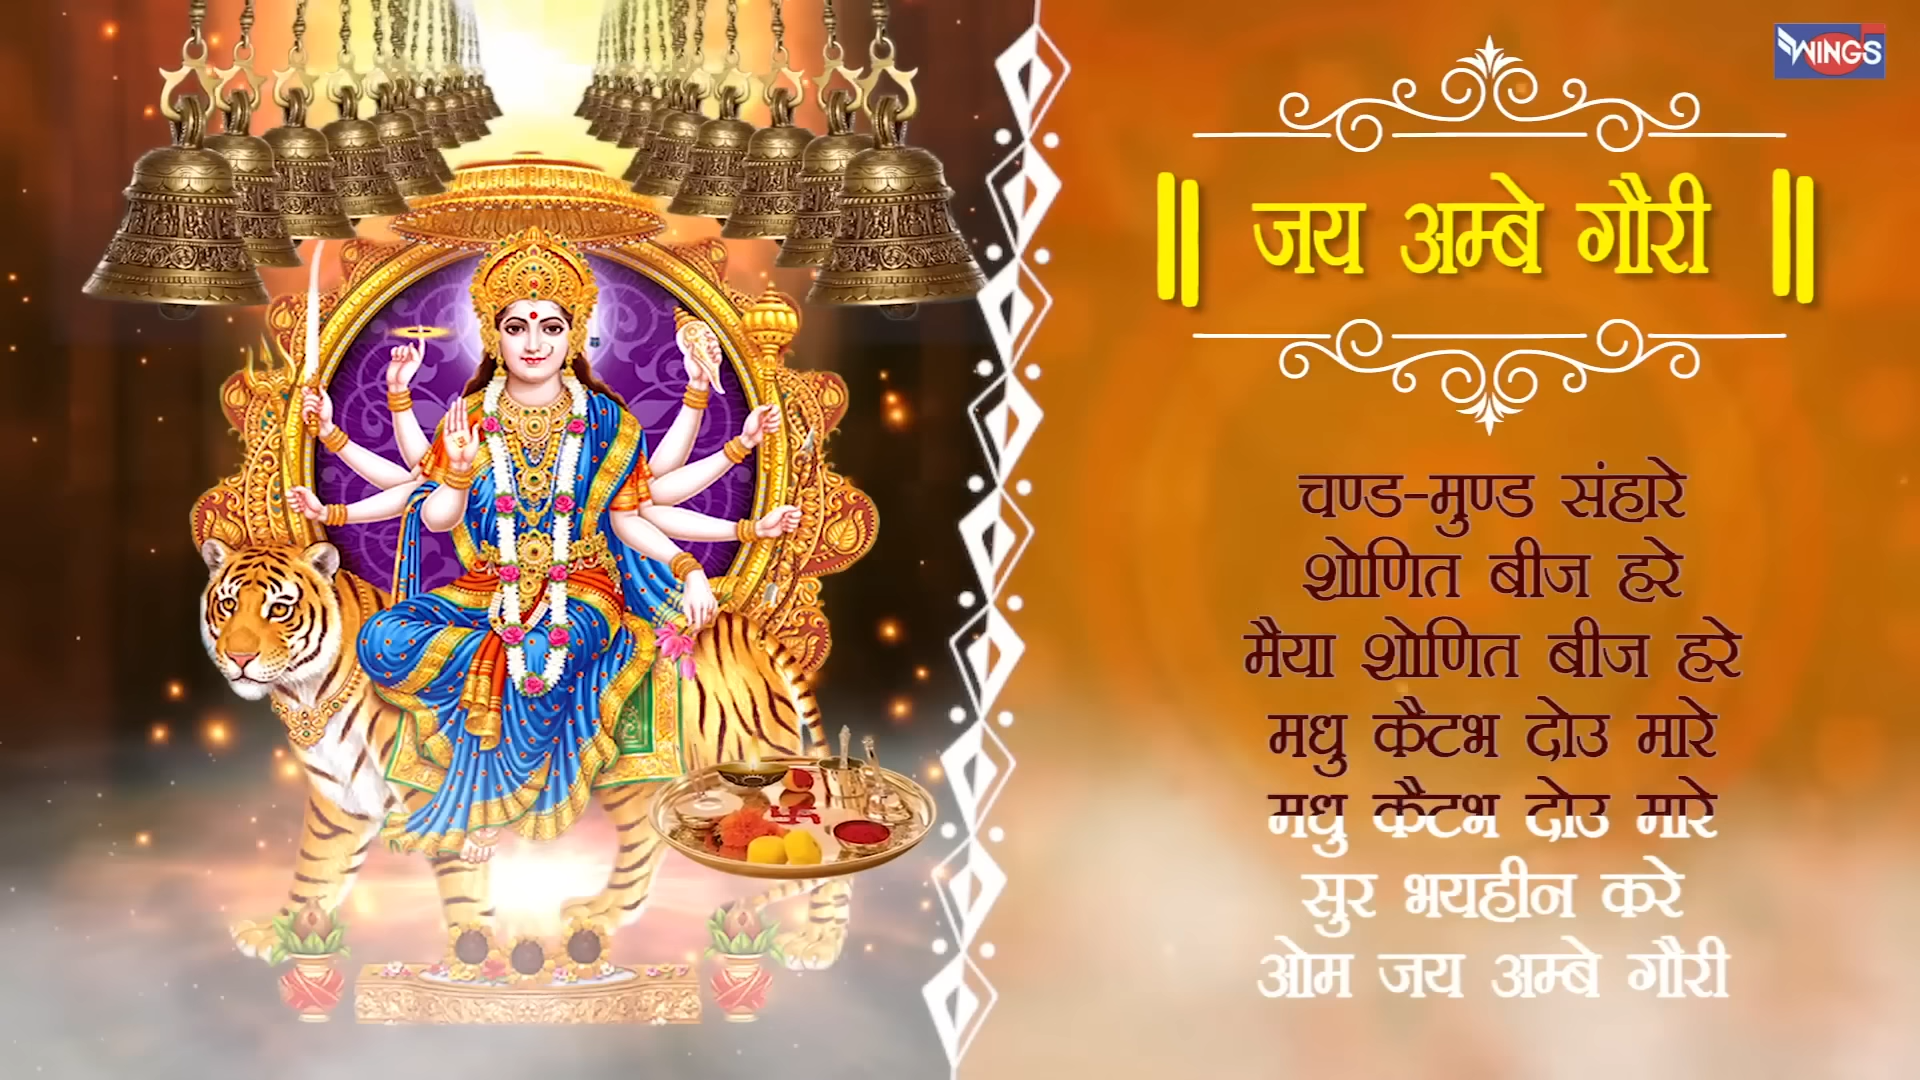 WINGS
|| जय अम्बे गौरी ||
चण्ड-मुण्ड संहारे
शोणित बीज हरे
मैया शोणित बीज हरे
मधु कैटभ दोउ मारे
मधु कैटभ दोउ मारे
सुर भयहीन करे
ओम जय अम्बे गौरी